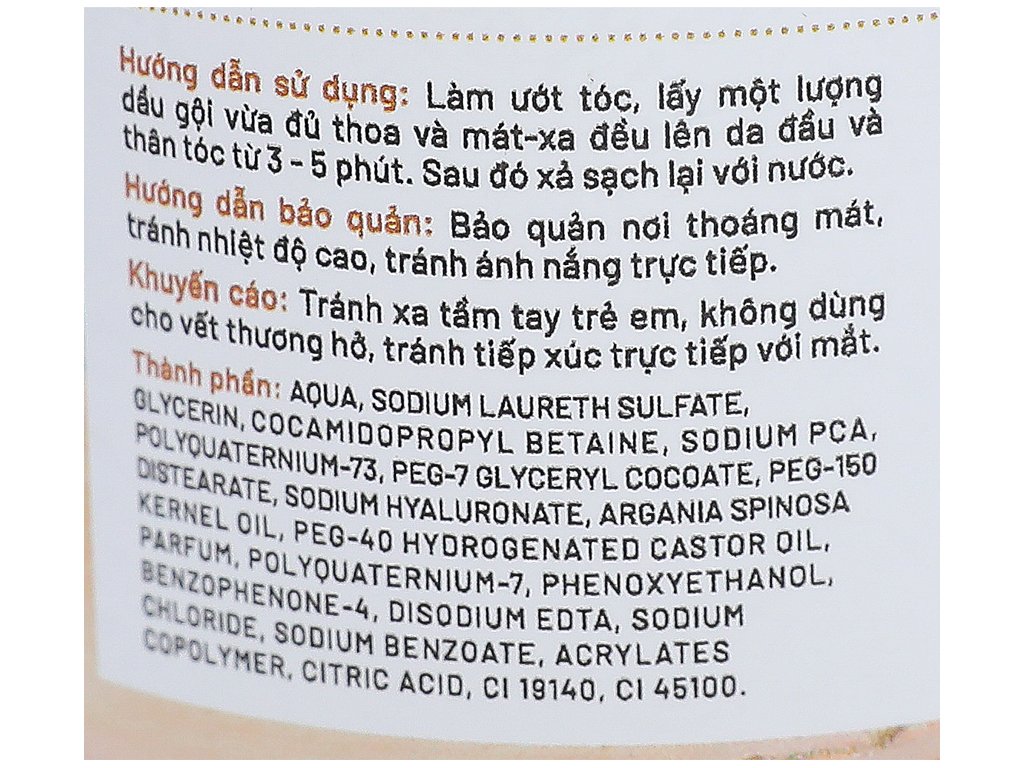 Hướng dẫn sử dụng: Làm ướt tóc, lấy một lượng
dầu gội vừa đủ thoa và mát-xa đều lên da đầu và
thân tóc từ 3 - 5 phút. Sau đó xả sạch lại với nước.
Hướng dẫn bảo quản: Bảo quản nơi thoáng mát,
tránh nhiệt độ cao, tránh ánh nắng trực tiếp.
Khuyến cáo: Tránh xa tầm tay trẻ em, không dùng
cho vết thương hở, tránh tiếp xúc trực tiếp với mắt.
Thành phần: AQUA, SODIUM LAURETH SULFATE,
GLYCERIN, COCAMIDOPROPYL BETAINE, SODIUM PCA,
POLYQUATERNIUM-73, PEG-7 GLYCERYL COCOATE, PEG-150
DISTEARATE, SODIUM HYALURONATE, ARGANIA SPINOSA
KERNEL OIL, PEG-40 HYDROGENATED CASTOR OIL,
PARFUM, POLYQUATERNIUM-7, PHENOXYETHANOL,
BENZOPHENONE-4, DISODIUM EDTA, SODIUM
CHLORIDE, SODIUM BENZOATE, ACRYLATES
COPOLYMER, CITRIC ACID, CI 19140, CI 45100.